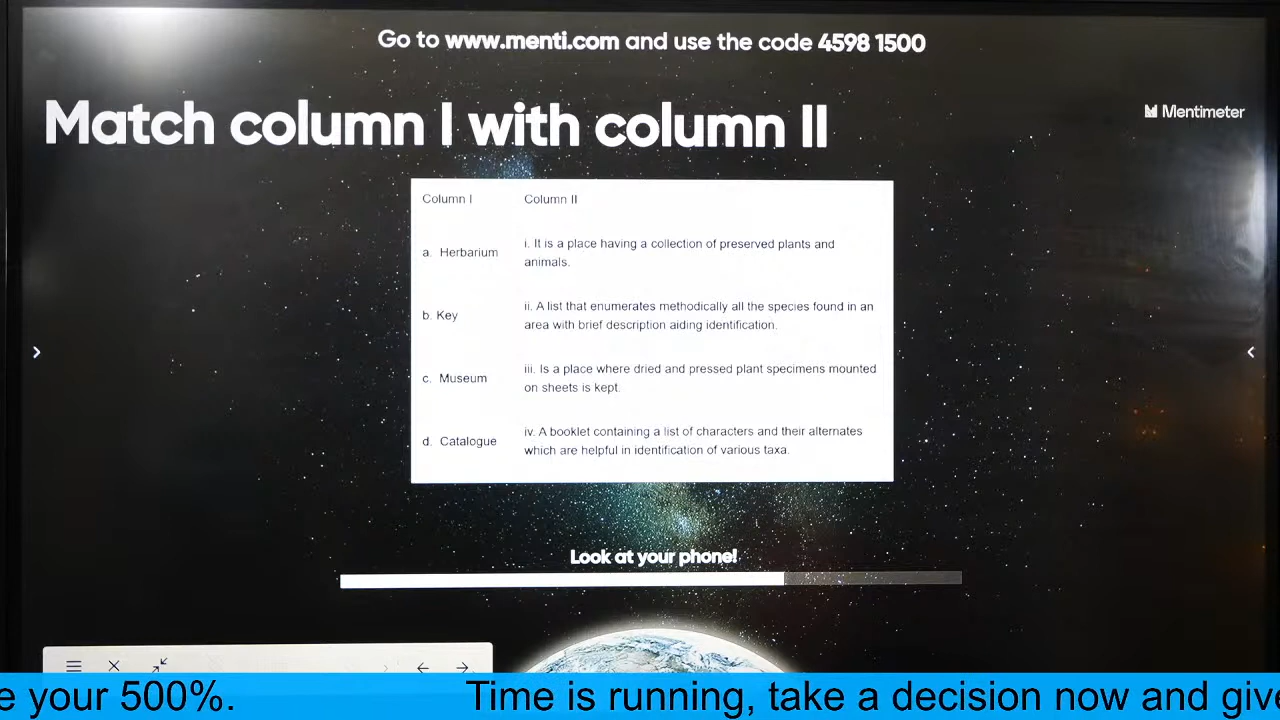 Go to www.menti.com and use the code 4598 1500
Match column I with column II
Mentimeter
Column I
Column II
a. Herbarium
i. It is a place having a collection of preserved plants and
animals.
b. Key
ii. A list that enumerates methodically all the species found in an
area with brief description aiding identification.
c. Museum
iii. Is a place where dried and pressed plant specimens mounted
on sheets is kept.
d. Catalogue
iv. A booklet containing a list of characters and their alternates
which are helpful in identification of various taxa.
Look at your phone!
e your 500%. Time is running, take a decision now and give